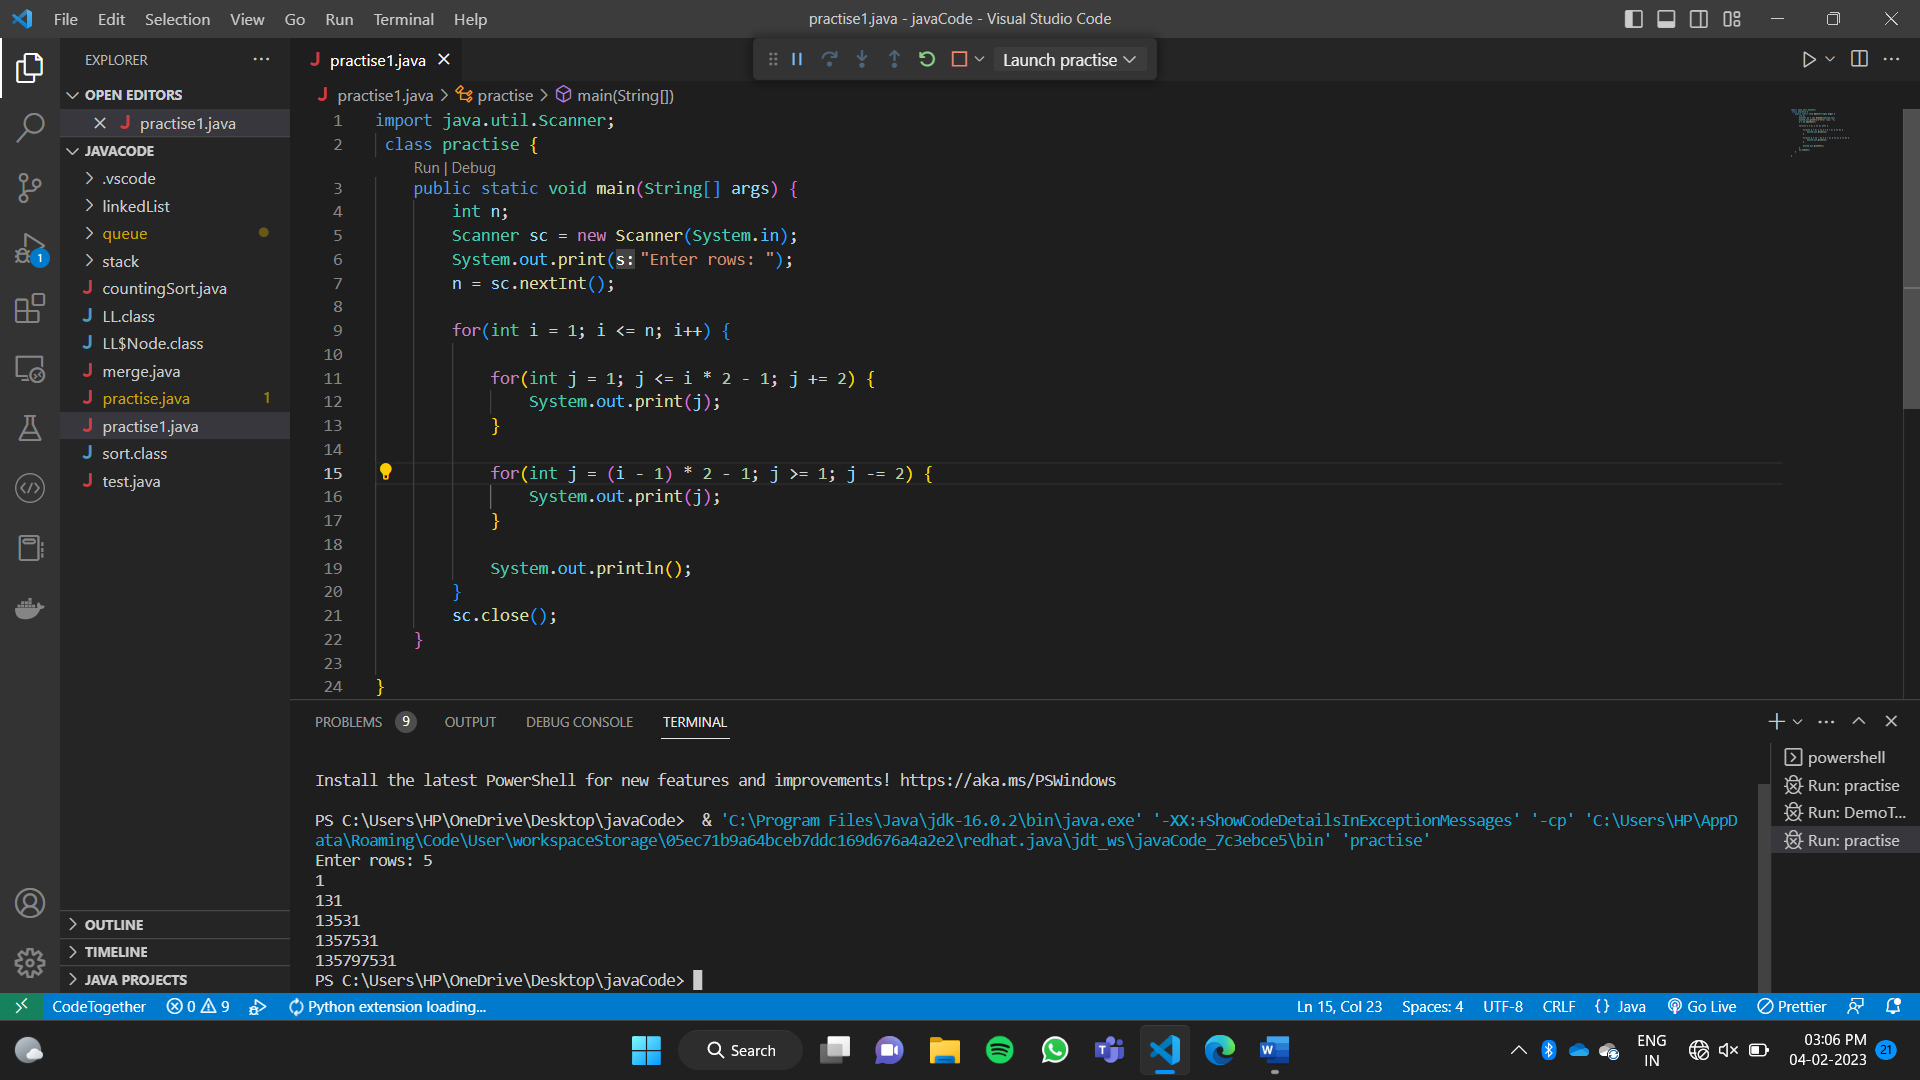 File Edit Selection View Go Run Terminal Help
practise1.java - javaCode - Visual Studio Code
EXPLORER
practise1.java
Launch practise
OPEN EDITORS
practise1.java
JAVACODE
.vscode
linkedList
queue
stack
countingSort.java
LL.class
LL$Node.class
merge.java
practise.java 1
practise1.java
sort.class
test.java
OUTLINE
TIMELINE
JAVA PROJECTS
1
practise1.java > practise > main(String[])
1 import java.util.Scanner;
2 class practise {
Run | Debug
3 public static void main(String[] args) {
4 int n;
5 Scanner sc = new Scanner(System.in);
6 System.out.print(s: "Enter rows: ");
7 n = sc.nextInt();
8
9 for(int i = 1; i <= n; i++) {
10
11 for(int j = 1; j <= i * 2 - 1; j += 2) {
12 System.out.print(j);
13 }
14
15 for(int j = (i - 1) * 2 - 1; j >= 1; j -= 2) {
16 System.out.print(j);
17 }
18
19 System.out.println();
20 }
21 sc.close();
22 }
23
24 }
PROBLEMS 9 OUTPUT DEBUG CONSOLE TERMINAL
Install the latest PowerShell for new features and improvements! https://aka.ms/PSWindows
PS C:\Users\HP\OneDrive\Desktop\javaCode> & 'C:\Program Files\Java\jdk-16.0.2\bin\java.exe' '-XX:+ShowCodeDetailsInExceptionMessages' '-cp' 'C:\Users\HP\AppD
ata\Roaming\Code\User\workspaceStorage\05ec71b9a64bceb7ddc169d676a4a2e2\redhat.java\jdt_ws\javaCode_7c3ebce5\bin' 'practise'
Enter rows: 5
1
131
13531
1357531
135797531
PS C:\Users\HP\OneDrive\Desktop\javaCode>
powershell
Run: practise
Run: DemoT...
Run: practise
CodeTogether 0 9 Python extension loading... Ln 15, Col 23 Spaces: 4 UTF-8 CRLF {} Java Go Live Prettier
Search
W
ENG
IN
03:06 PM
04-02-2023
21